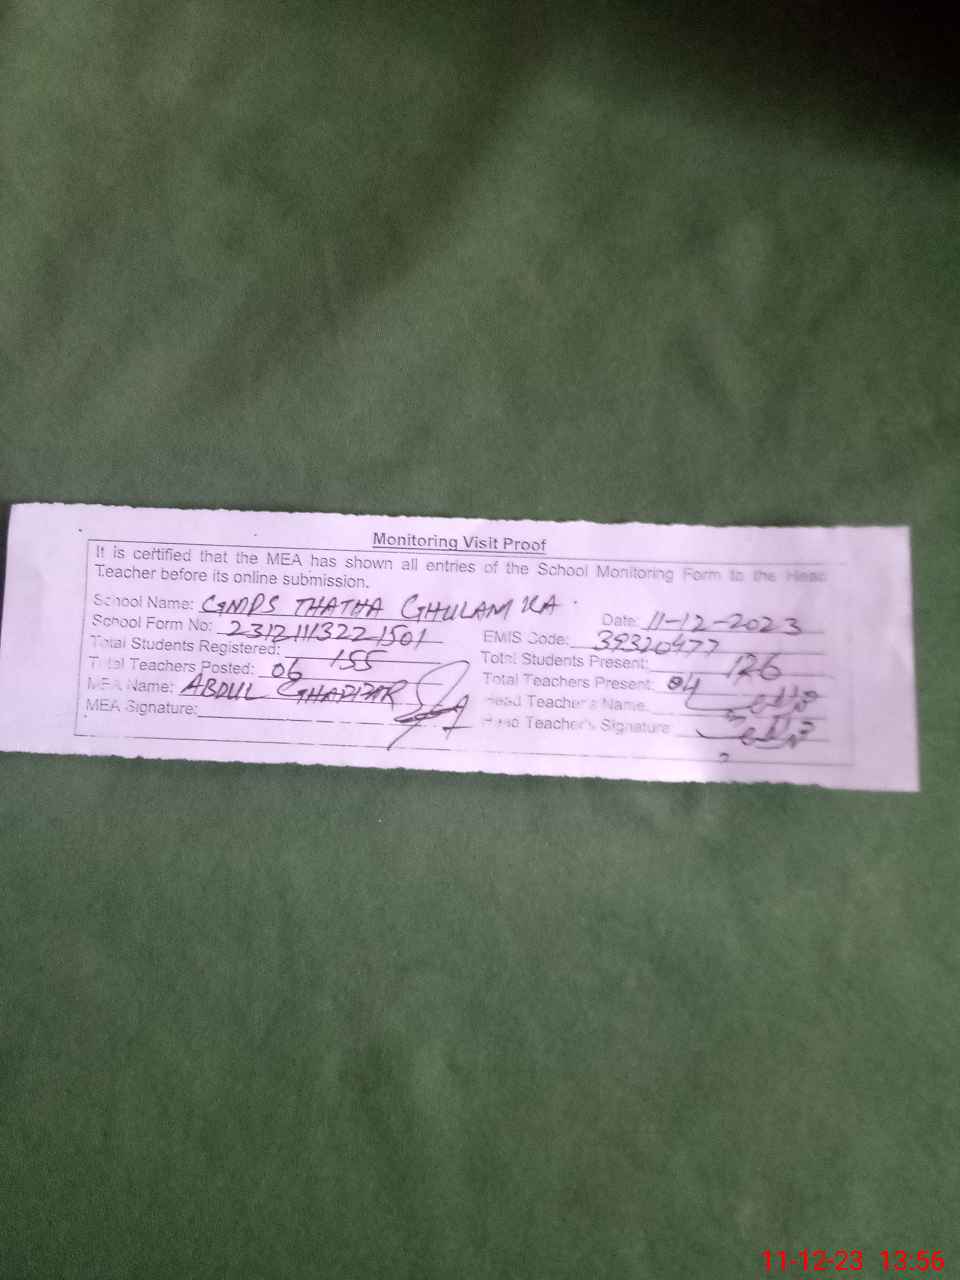 Monitoring Visit Proof
It is certified that the MEA has shown all entries of the School Monitoring Form to the Head
Teacher before its online submission.
School Name: GMPS THATHA GHULAM KA Date: 11-12-2023
School Form No: 2312111322 1501 EMIS Code: 39320477
Total Students Registered: 155 Total Students Present: 126
Total Teachers Posted: 06 Total Teachers Present: 04
MEA Name: ABDUL Head Teacher's Name
MEA Signature: Head Teacher's Signature
11-12-23 13:56